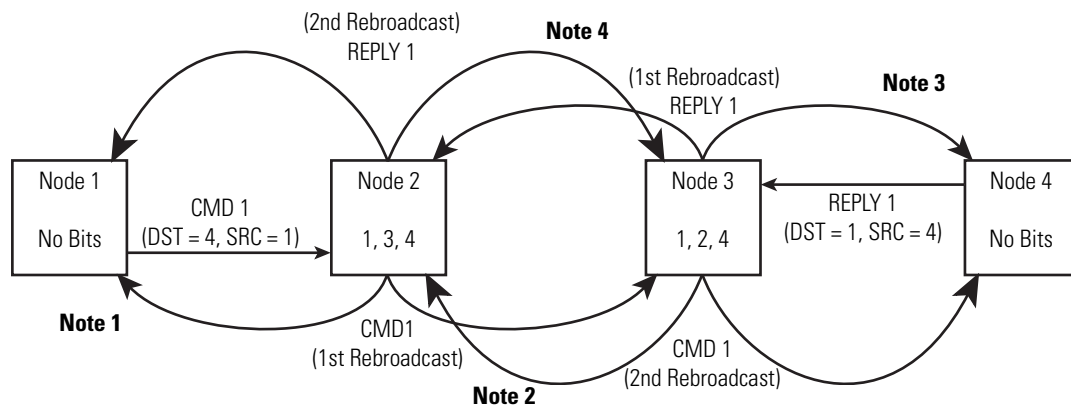 (2nd Rebroadcast)
REPLY 1
Note 4
(1st Rebroadcast)
REPLY 1
Note 3
Node 1
No Bits
CMD 1
(DST = 4, SRC = 1)
Node 2
1, 3, 4
Node 3
1, 2, 4
REPLY 1
(DST = 1, SRC = 4)
Node 4
No Bits
Note 1
CMD1
(1st Rebroadcast)
Note 2
CMD 1
(2nd Rebroadcast)